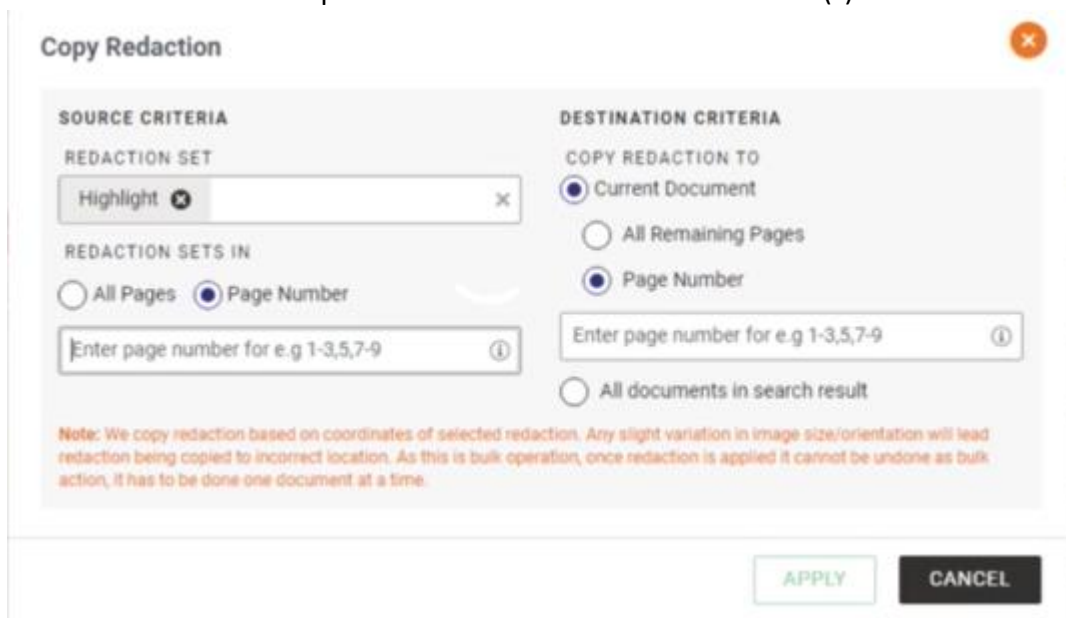 Copy Redaction
SOURCE CRITERIA
REDACTION SET
Highlight
REDACTION SETS IN
All Pages Page Number
Enter page number for e.g 1-3,5,7-9
DESTINATION CRITERIA
COPY REDACTION TO
Current Document
All Remaining Pages
Page Number
Enter page number for e.g 1-3,5,7-9
All documents in search result
Note: We copy redaction based on coordinates of selected redaction. Any slight variation in image size/orientation will lead
redaction being copied to incorrect location. As this is bulk operation, once redaction is applied it cannot be undone as bulk
action, it has to be done one document at a time.
APPLY CANCEL